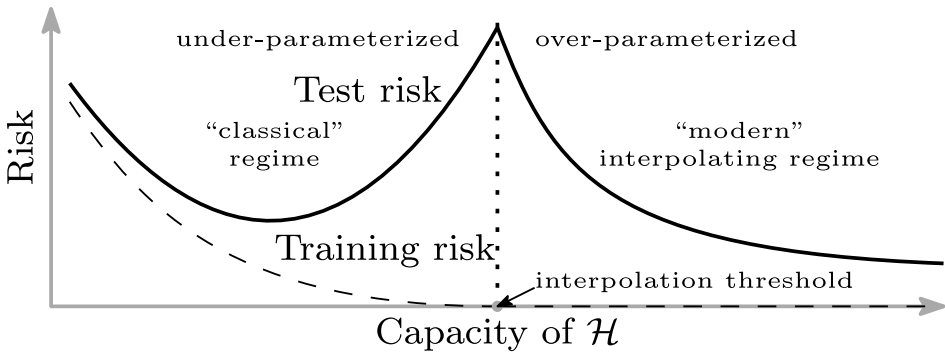 under-parameterized
over-parameterized
Test risk
“classical”
regime
“modern”
interpolating regime
Risk
Training risk
interpolation threshold
Capacity of ℋ